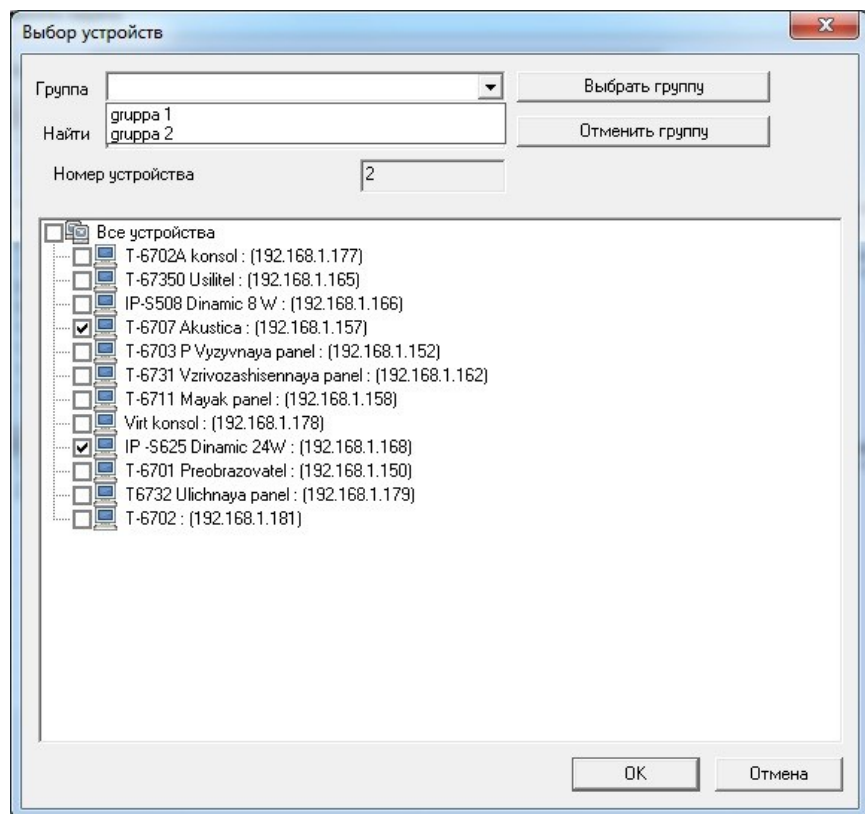 Выбор устройств
Группа
Выбрать группу
gruppa 1
Найти gruppa 2
Отменить группу
Номер устройства 2
Все устройства
T-6702A konsol : (192.168.1.177)
T-67350 Usilitel : (192.168.1.165)
IP-S508 Dinamic 8 W : (192.168.1.166)
T-6707 Akustica : (192.168.1.157)
T-6703 P Vyzyvnaya panel : (192.168.1.152)
T-6731 Vzrivozashisennaya panel : (192.168.1.162)
T-6711 Mayak panel : (192.168.1.158)
Virt konsol : (192.168.1.178)
IP -S625 Dinamic 24W : (192.168.1.168)
T-6701 Preobrazovatel : (192.168.1.150)
T6732 Ulichnaya panel : (192.168.1.179)
T-6702 : (192.168.1.181)
OK Отмена